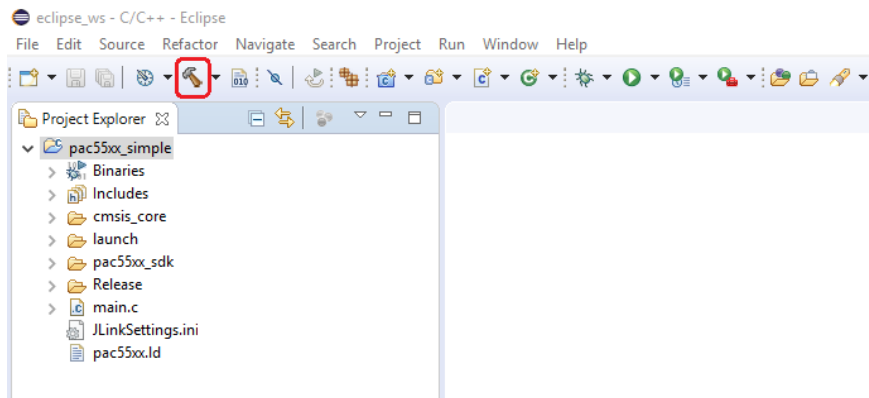 eclipse_ws - C/C++ - Eclipse
File Edit Source Refactor Navigate Search Project Run Window Help
010
Project Explorer
pac55xx_simple
Binaries
Includes
cmsis_core
launch
pac55xx_sdk
Release
main.c
JLinkSettings.ini
pac55xx.ld